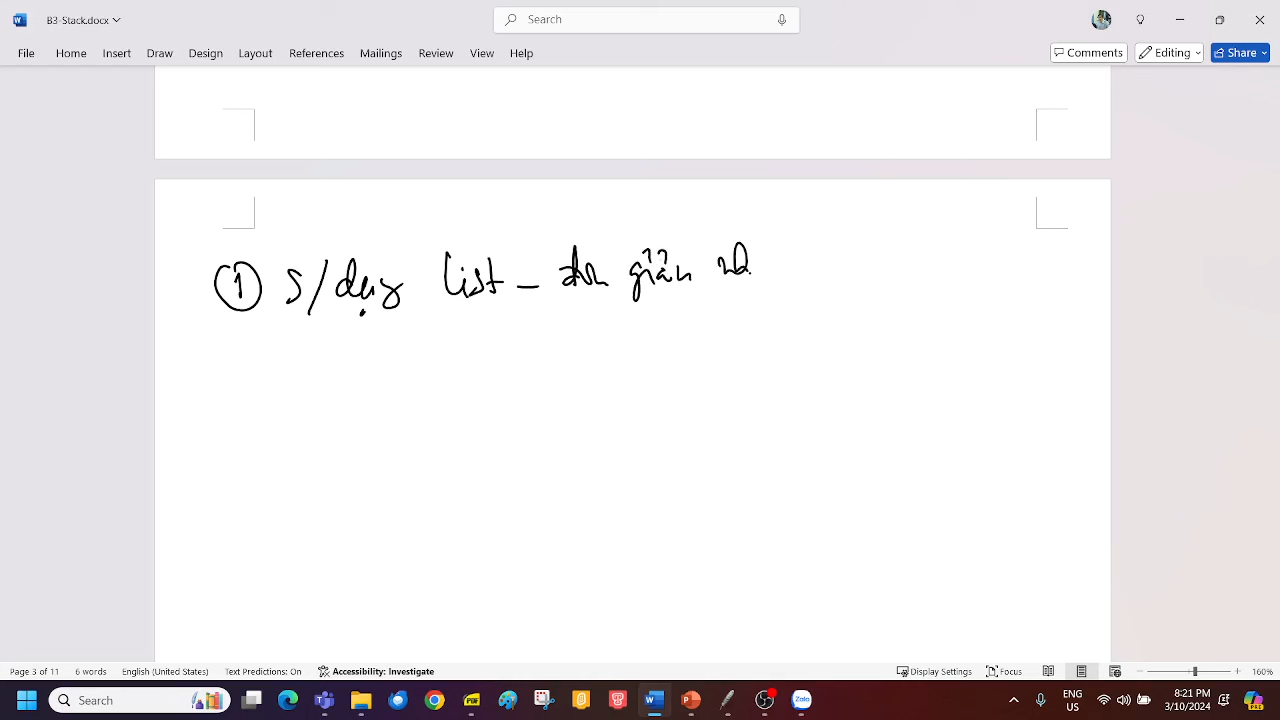 B3-Stack.docx
Search
File Home Insert Draw Design Layout References Mailings Review View Help
Comments Editing Share
① S/dụng list - đơn giản
Page 3 of 11 6 words English (United States) Text Predictions: On Accessibility: Investigate Display Settings Focus 160%
Search
ENG
US
8:21 PM
3/10/2024